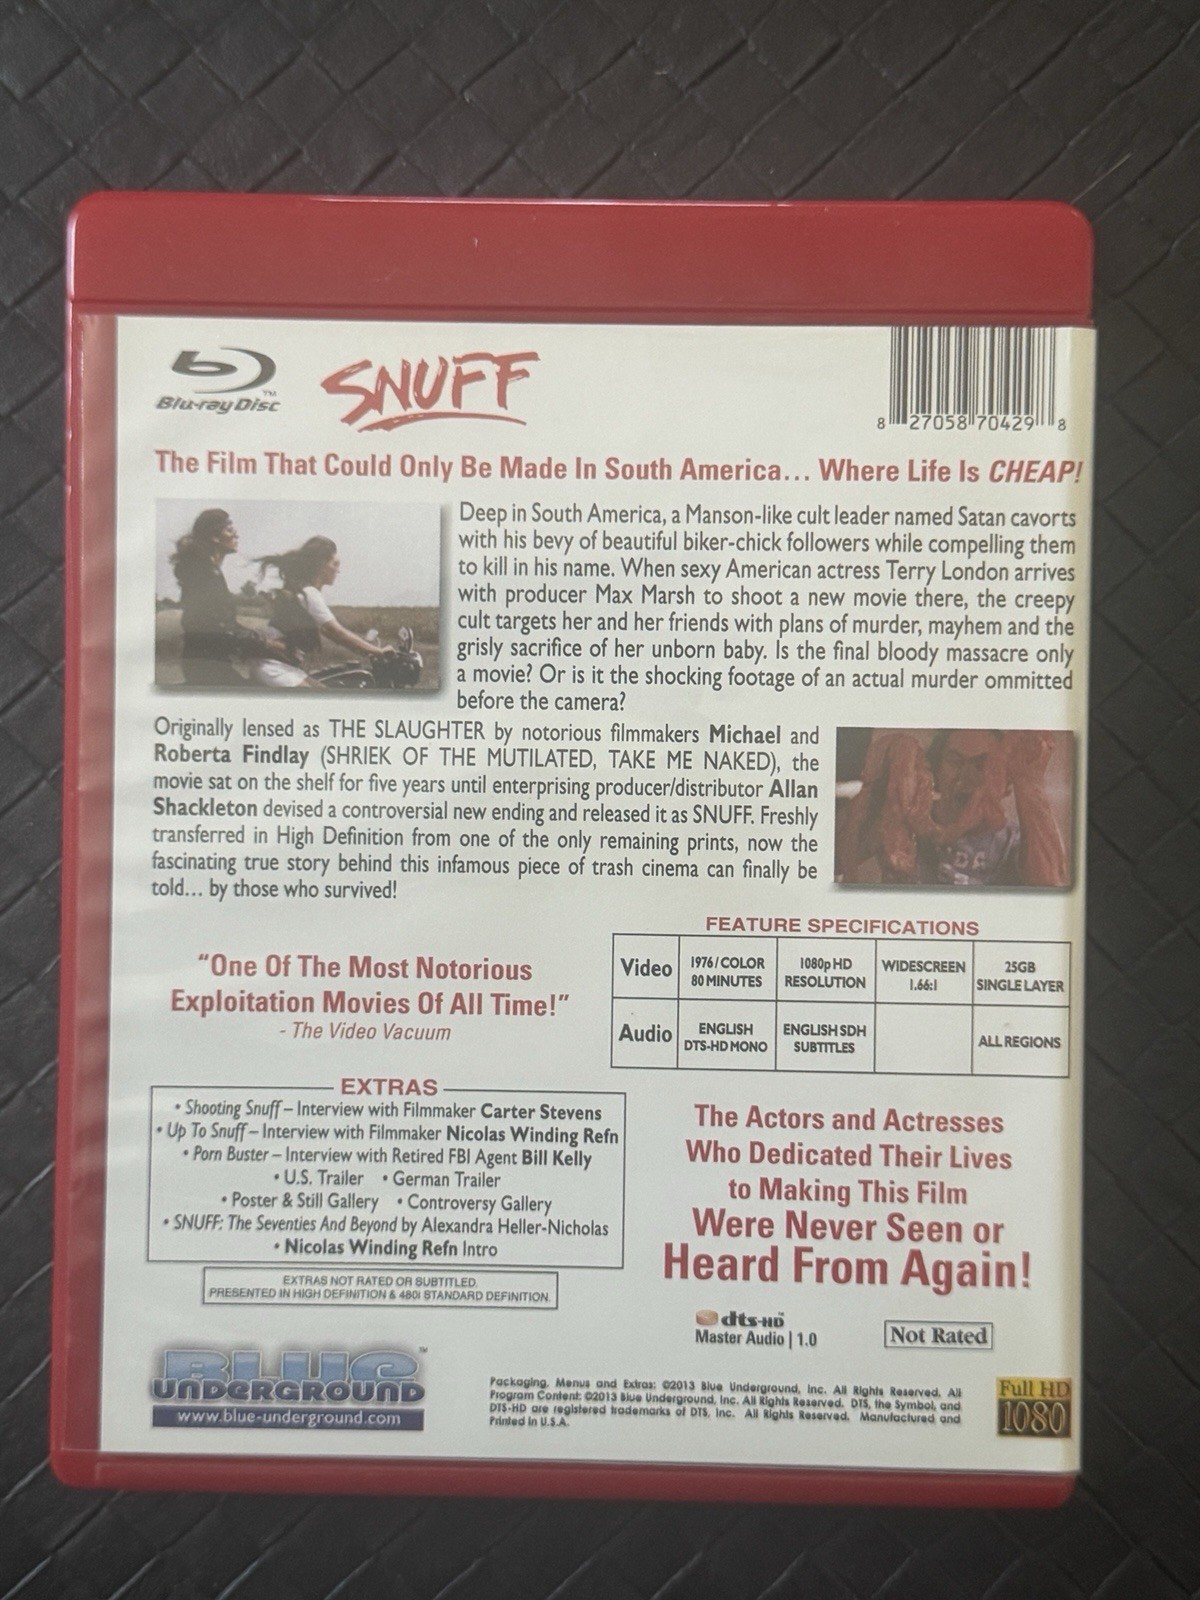 Blu-ray Disc
TM
SNUFF
8 27058 70429 8
The Film That Could Only Be Made In South America... Where Life Is CHEAP!
Deep in South America, a Manson-like cult leader named Satan cavorts
with his bevy of beautiful biker-chick followers while compelling them
to kill in his name. When sexy American actress Terry London arrives
with producer Max Marsh to shoot a new movie there, the creepy
cult targets her and her friends with plans of murder, mayhem and the
grisly sacrifice of her unborn baby. Is the final bloody massacre only
a movie? Or is it the shocking footage of an actual murder ommitted
before the camera?
Originally lensed as THE SLAUGHTER by notorious filmmakers Michael and
Roberta Findlay (SHRIEK OF THE MUTILATED, TAKE ME NAKED), the
movie sat on the shelf for five years until enterprising producer/distributor Allan
Shackleton devised a controversial new ending and released it as SNUFF. Freshly
transferred in High Definition from one of the only remaining prints, now the
fascinating true story behind this infamous piece of trash cinema can finally be
told... by those who survived!
"One Of The Most Notorious
Exploitation Movies Of All Time!"
- The Video Vacuum
FEATURE SPECIFICATIONS
Video
1976 / COLOR
80 MINUTES
1080p HD
RESOLUTION
WIDESCREEN
1.66:1
25GB
SINGLE LAYER
Audio
ENGLISH
DTS-HD MONO
ENGLISH SDH
SUBTITLES
ALL REGIONS
EXTRAS
• Shooting Snuff – Interview with Filmmaker Carter Stevens
• Up To Snuff – Interview with Filmmaker Nicolas Winding Refn
• Porn Buster – Interview with Retired FBI Agent Bill Kelly
• U.S. Trailer • German Trailer
• Poster & Still Gallery • Controversy Gallery
• SNUFF: The Seventies And Beyond by Alexandra Heller-Nicholas
• Nicolas Winding Refn Intro
EXTRAS NOT RATED OR SUBTITLED.
PRESENTED IN HIGH DEFINITION & 480I STANDARD DEFINITION.
The Actors and Actresses
Who Dedicated Their Lives
to Making This Film
Were Never Seen or
Heard From Again!
dts-HD
Master Audio | 1.0
Not Rated
BLUE
UNDERGROUND
TM
www.blue-underground.com
Packaging, Menus and Extras: ©2013 Blue Underground, Inc. All Rights Reserved. All
Program Content: ©2013 Blue Underground, Inc. All Rights Reserved. DTS, the Symbol, and
DTS-HD are registered trademarks of DTS, Inc. All Rights Reserved. Manufactured and
Printed in U.S.A.
Full HD
1080